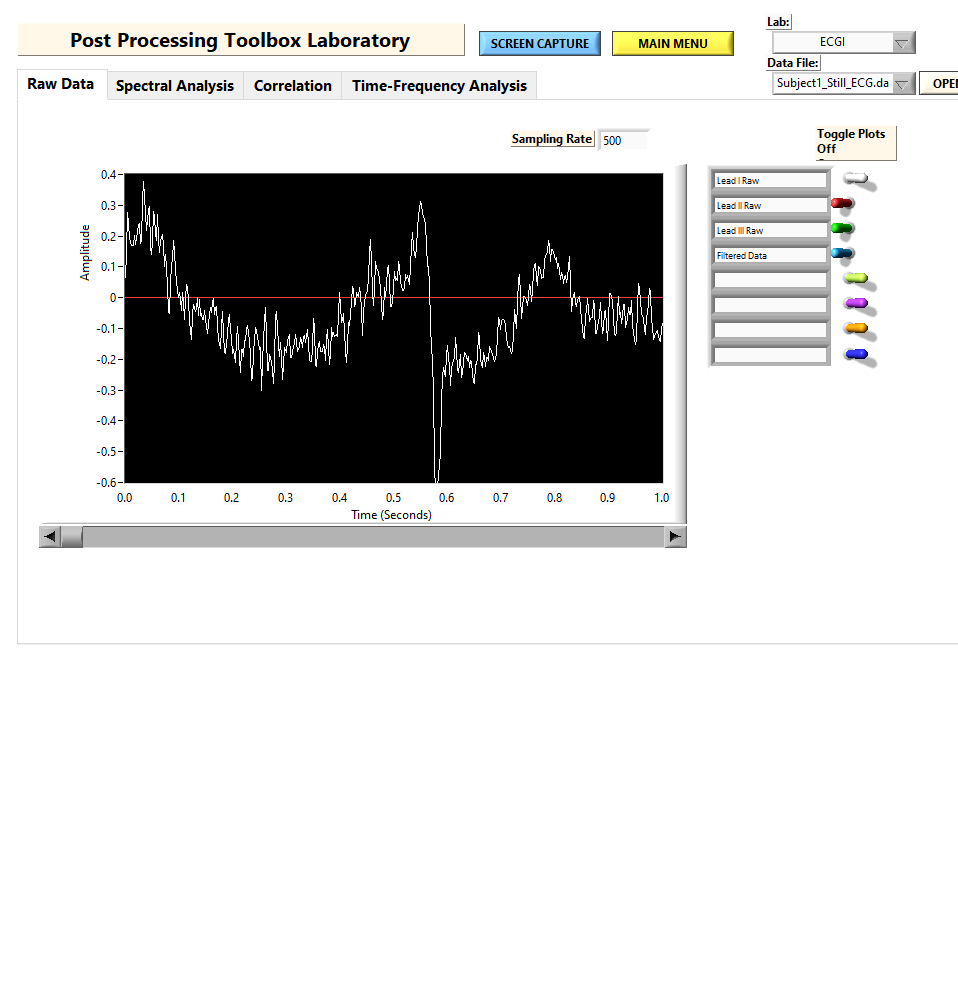 Lab:
Post Processing Toolbox Laboratory SCREEN CAPTURE MAIN MENU ECGI
Data File:
Raw Data Spectral Analysis Correlation Time-Frequency Analysis Subject1_Still_ECG.da OPE
Toggle Plots
Sampling Rate 500
Off
Lead I Raw
Lead II Raw
Lead III Raw
Filtered Data
Amplitude
0.4
0.3
0.2
0.1
0
-0.1
-0.2
-0.3
-0.4
-0.5
-0.6
0.0 0.1 0.2 0.3 0.4 0.5 0.6 0.7 0.8 0.9 1.0
Time (Seconds)